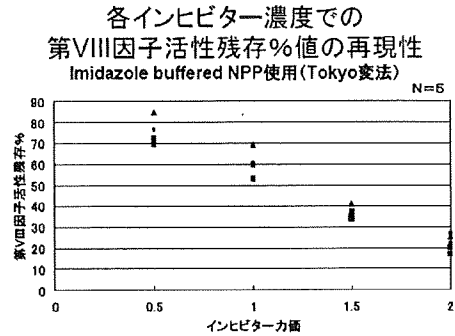 各インヒビター濃度での
第VIII因子活性残存％値の再現性
Imidazole buffered NPP使用(Tokyo変法)
N=5
第VIII因子活性残存%
80
70
60
50
40
30
20
10
0
0 0.5 1 1.5 2
インヒビター力価